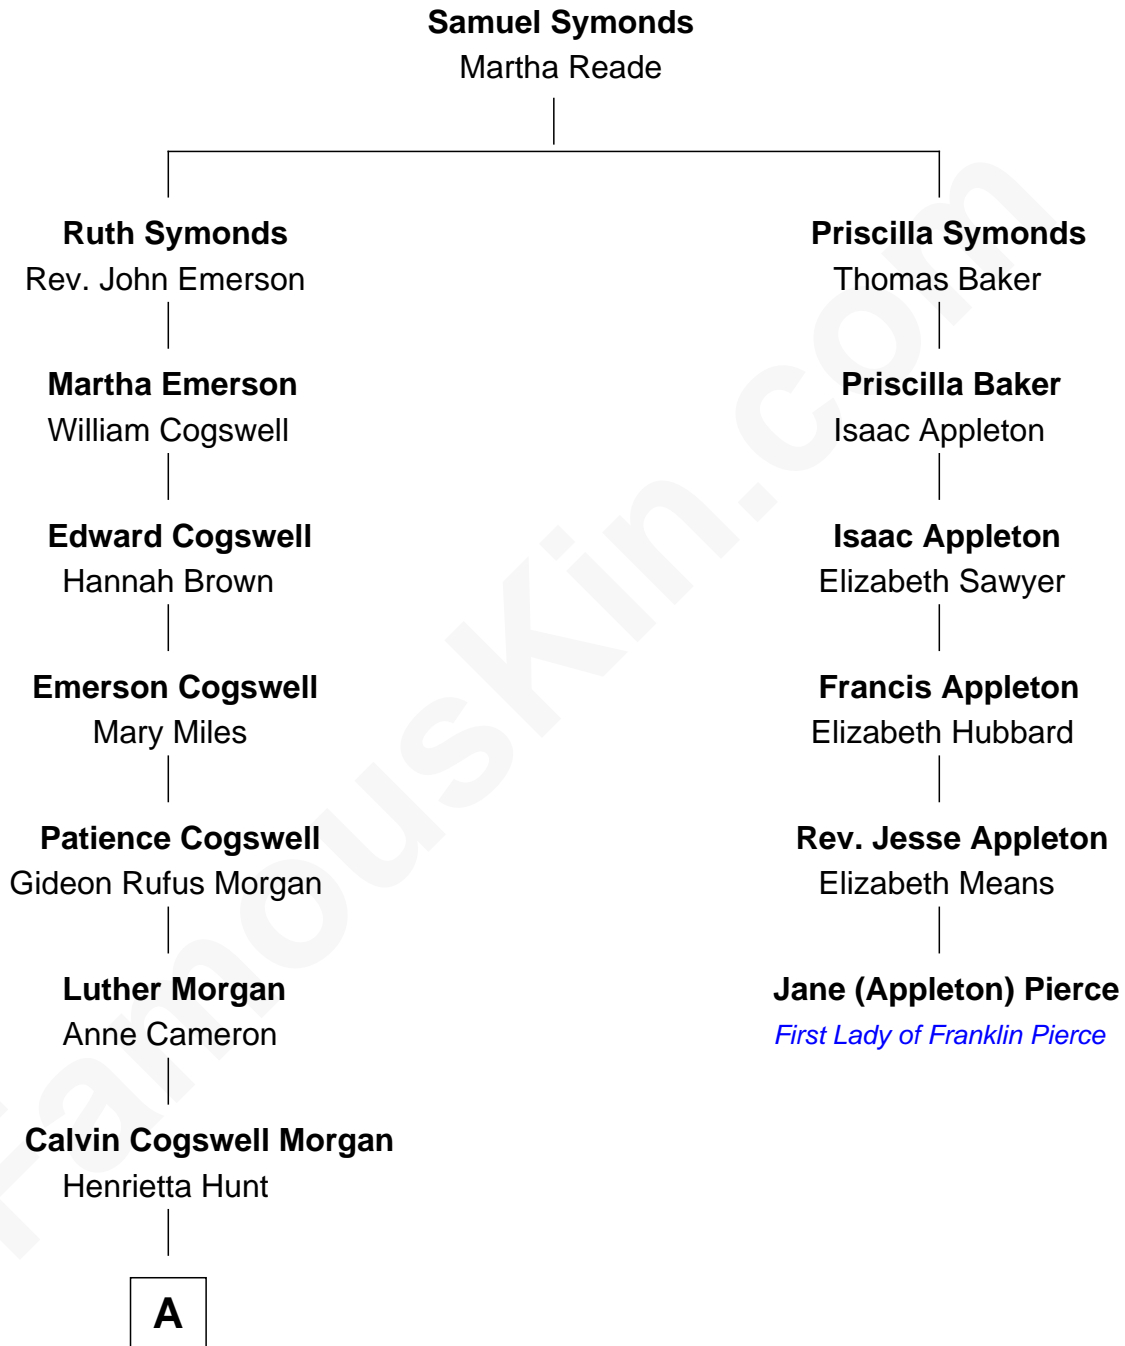 Samuel Symonds
Martha Reade
Ruth Symonds
Rev. John Emerson
Martha Emerson
William Cogswell
Edward Cogswell
Hannah Brown
Emerson Cogswell
Mary Miles
Patience Cogswell
Gideon Rufus Morgan
Luther Morgan
Anne Cameron
Calvin Cogswell Morgan
Henrietta Hunt
A
Priscilla Symonds
Thomas Baker
Priscilla Baker
Isaac Appleton
Isaac Appleton
Elizabeth Sawyer
Francis Appleton
Elizabeth Hubbard
Rev. Jesse Appleton
Elizabeth Means
Jane (Appleton) Pierce
First Lady of Franklin Pierce
FamousKin.com